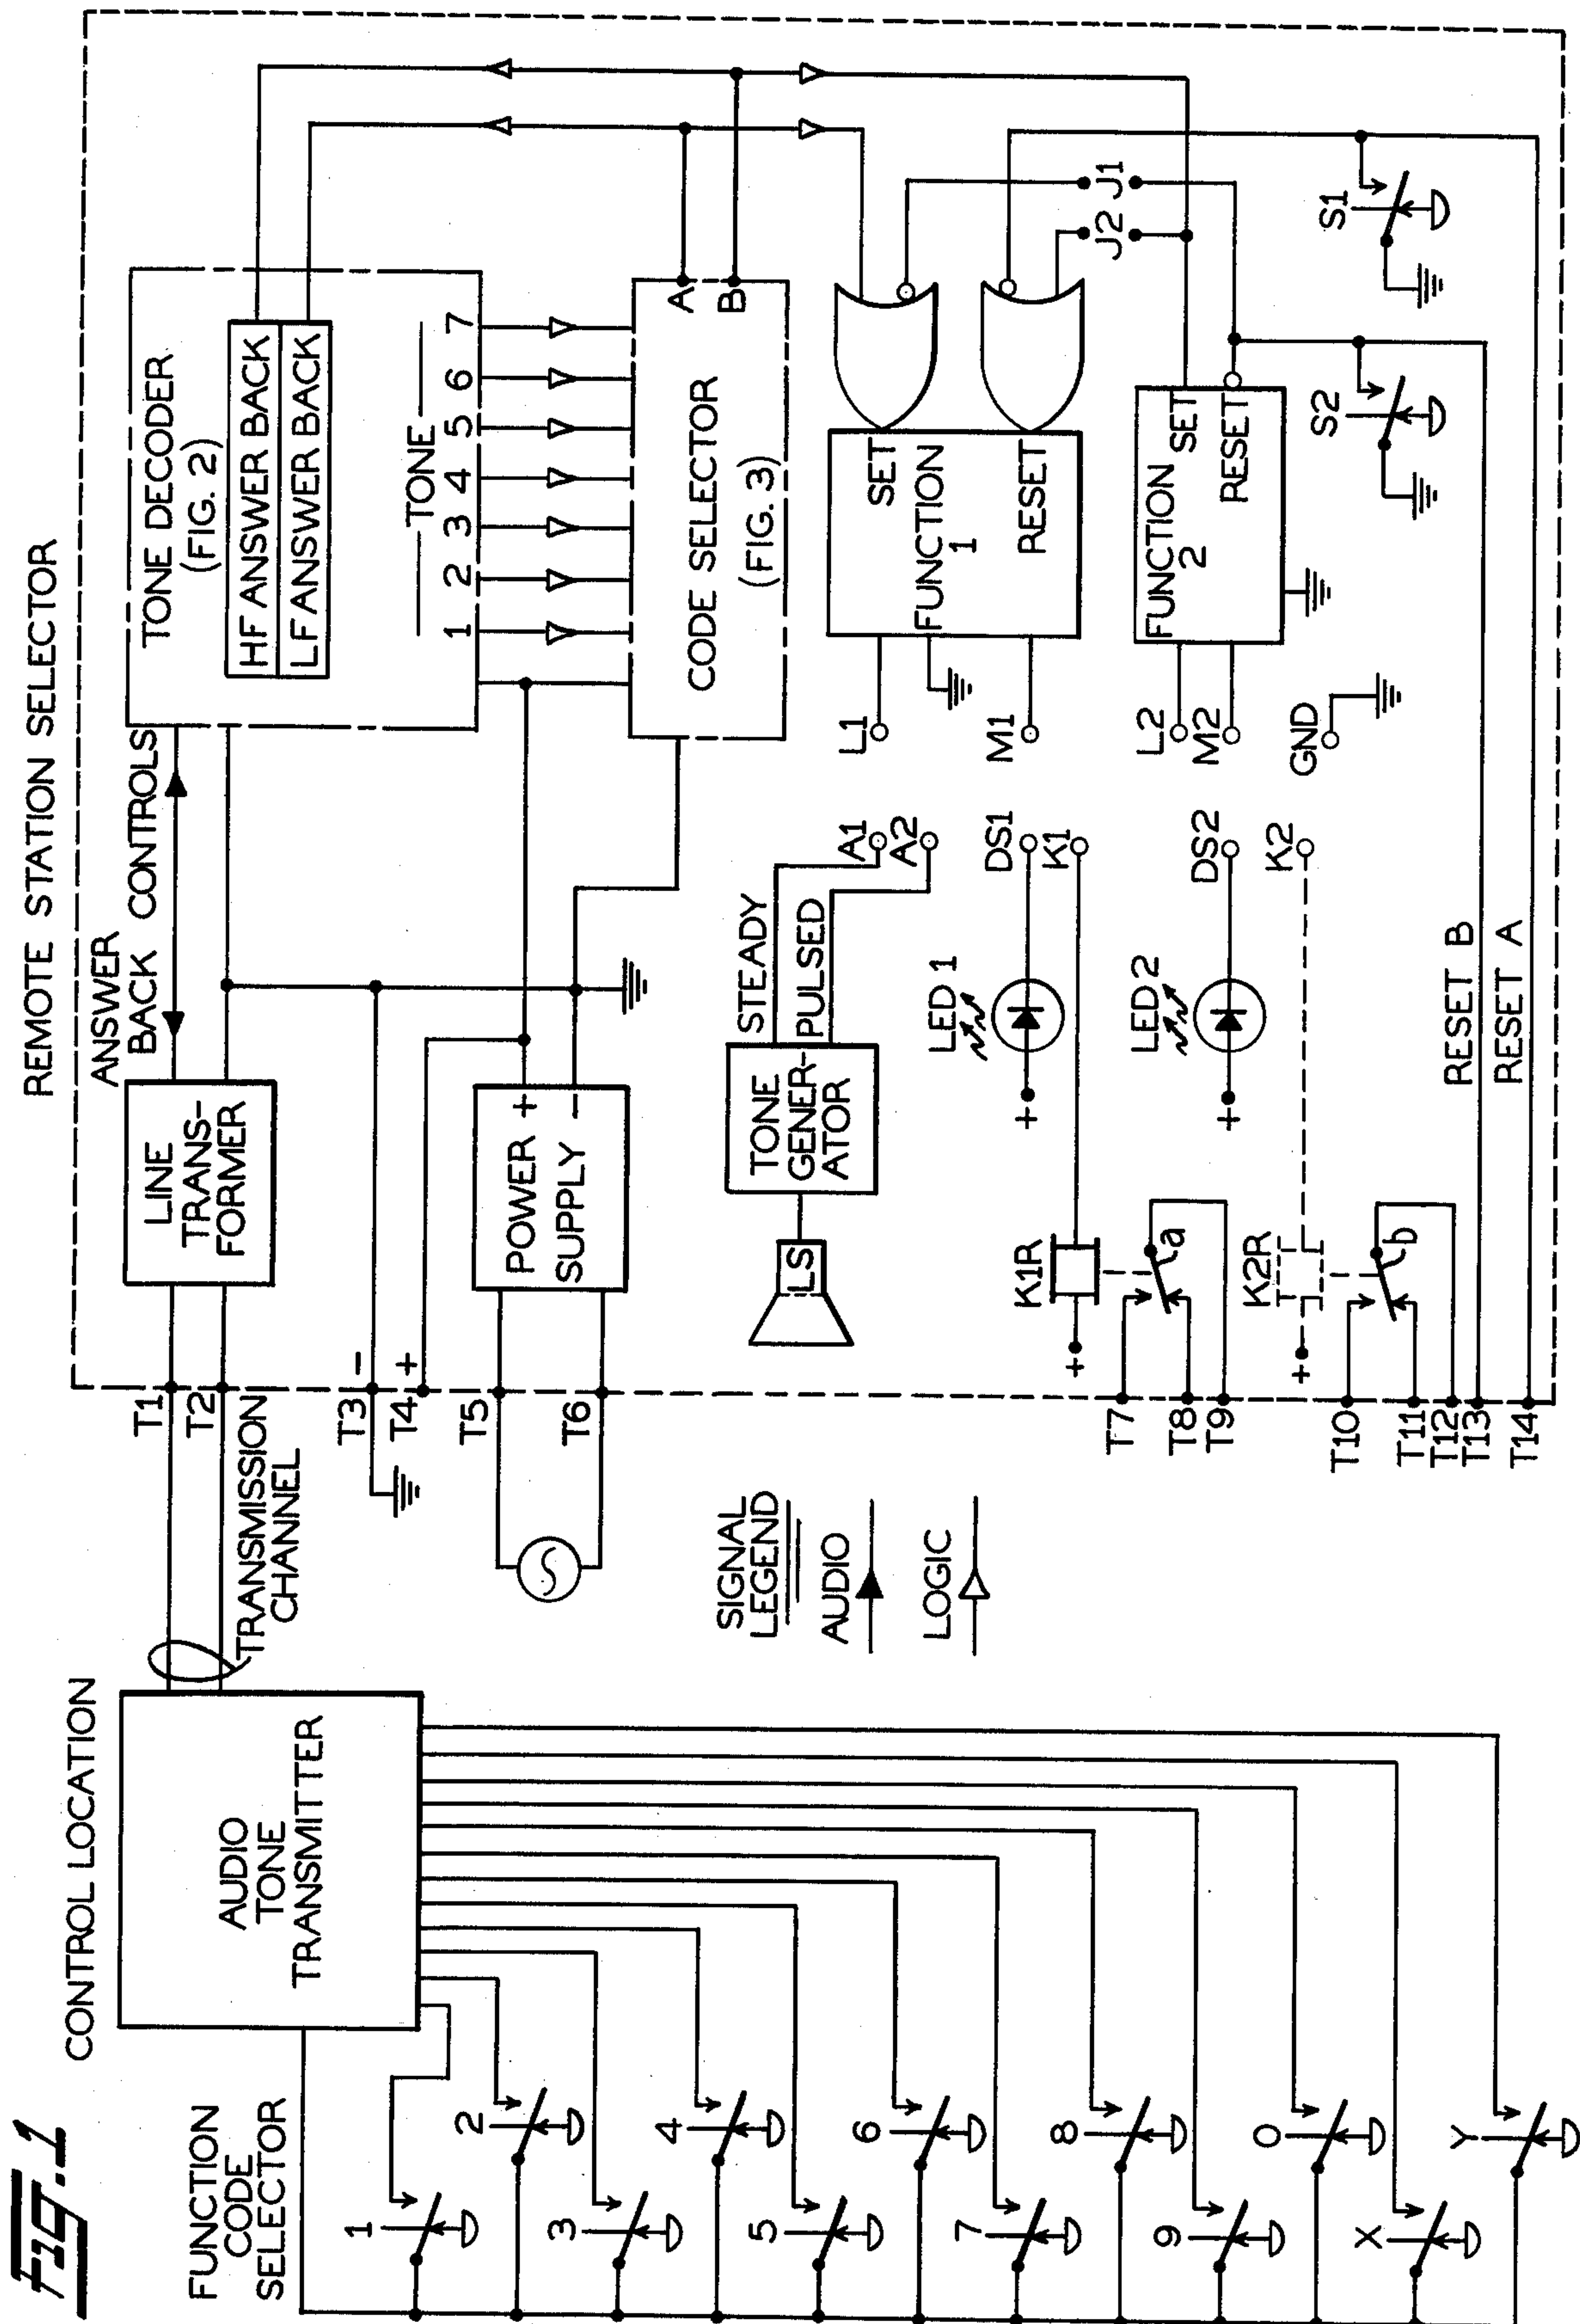 Fig. 1
CONTROL LOCATION
FUNCTION
CODE
SELECTOR
AUDIO
TONE
TRANSMITTER
1
2
3
4
5
6
7
8
9
0
X
Y
TRANSMISSION
CHANNEL
SIGNAL
LEGEND
AUDIO
LOGIC
REMOTE STATION SELECTOR
T1
T2
T3 -
T4 +
T5
T6
T7
T8
T9
T10
T11
T12
T13
T14
LINE
TRANS-
FORMER
ANSWER
BACK CONTROLS
TONE DECODER
(FIG. 2)
HF ANSWER BACK
LF ANSWER BACK
TONE
1 2 3 4 5 6 7
POWER +
SUPPLY -
CODE SELECTOR
(FIG. 3)
A
B
LS
TONE
GENER-
ATOR
STEADY
PULSED
A1
A2
L1
M1
SET
FUNCTION
1
RESET
J2 J1
K1R
+
a
LED 1
+
DS1
K1
LED 2
+
DS2
K2
K2R
+
b
L2
M2
GND
FUNCTION
2
SET
RESET
S2
S1
RESET B
RESET A